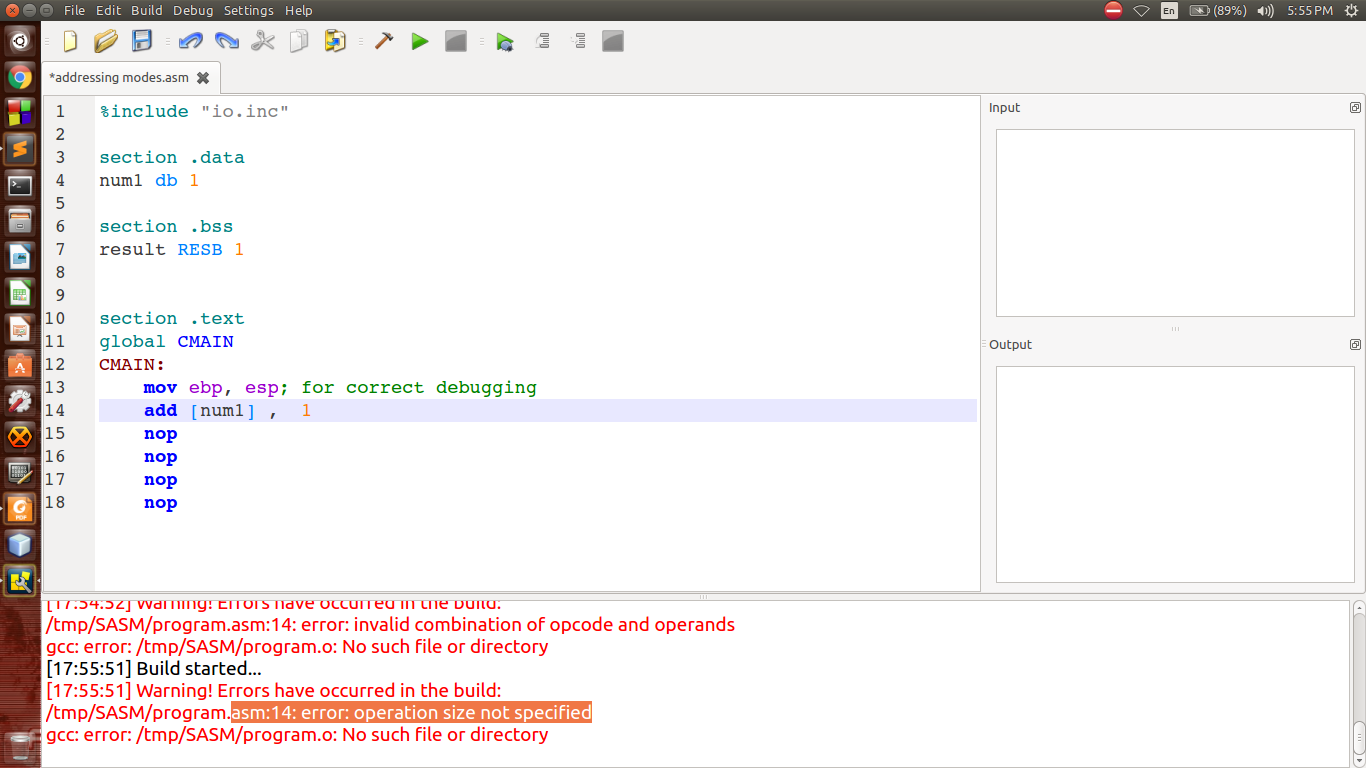 File Edit Build Debug Settings Help
En (89%) 5:55 PM
*addressing modes.asm
1 %include "io.inc"
2
3 section .data
4 num1 db 1
5
6 section .bss
7 result RESB 1
8
9
10 section .text
11 global CMAIN
12 CMAIN:
13 mov ebp, esp; for correct debugging
14 add [num1] , 1
15 nop
16 nop
17 nop
18 nop
Input
Output
[17:54:52] Warning! Errors have occurred in the build:
/tmp/SASM/program.asm:14: error: invalid combination of opcode and operands
gcc: error: /tmp/SASM/program.o: No such file or directory
[17:55:51] Build started...
[17:55:51] Warning! Errors have occurred in the build:
/tmp/SASM/program.asm:14: error: operation size not specified
gcc: error: /tmp/SASM/program.o: No such file or directory